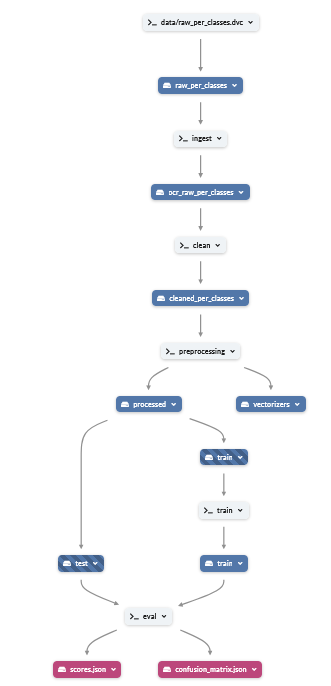 data/raw_per_classes.dvc
raw_per_classes
ingest
ocr_raw_per_classes
clean
cleaned_per_classes
preprocessing
processed
vectorizers
train
train
test
train
eval
scores.json
confusion_matrix.json